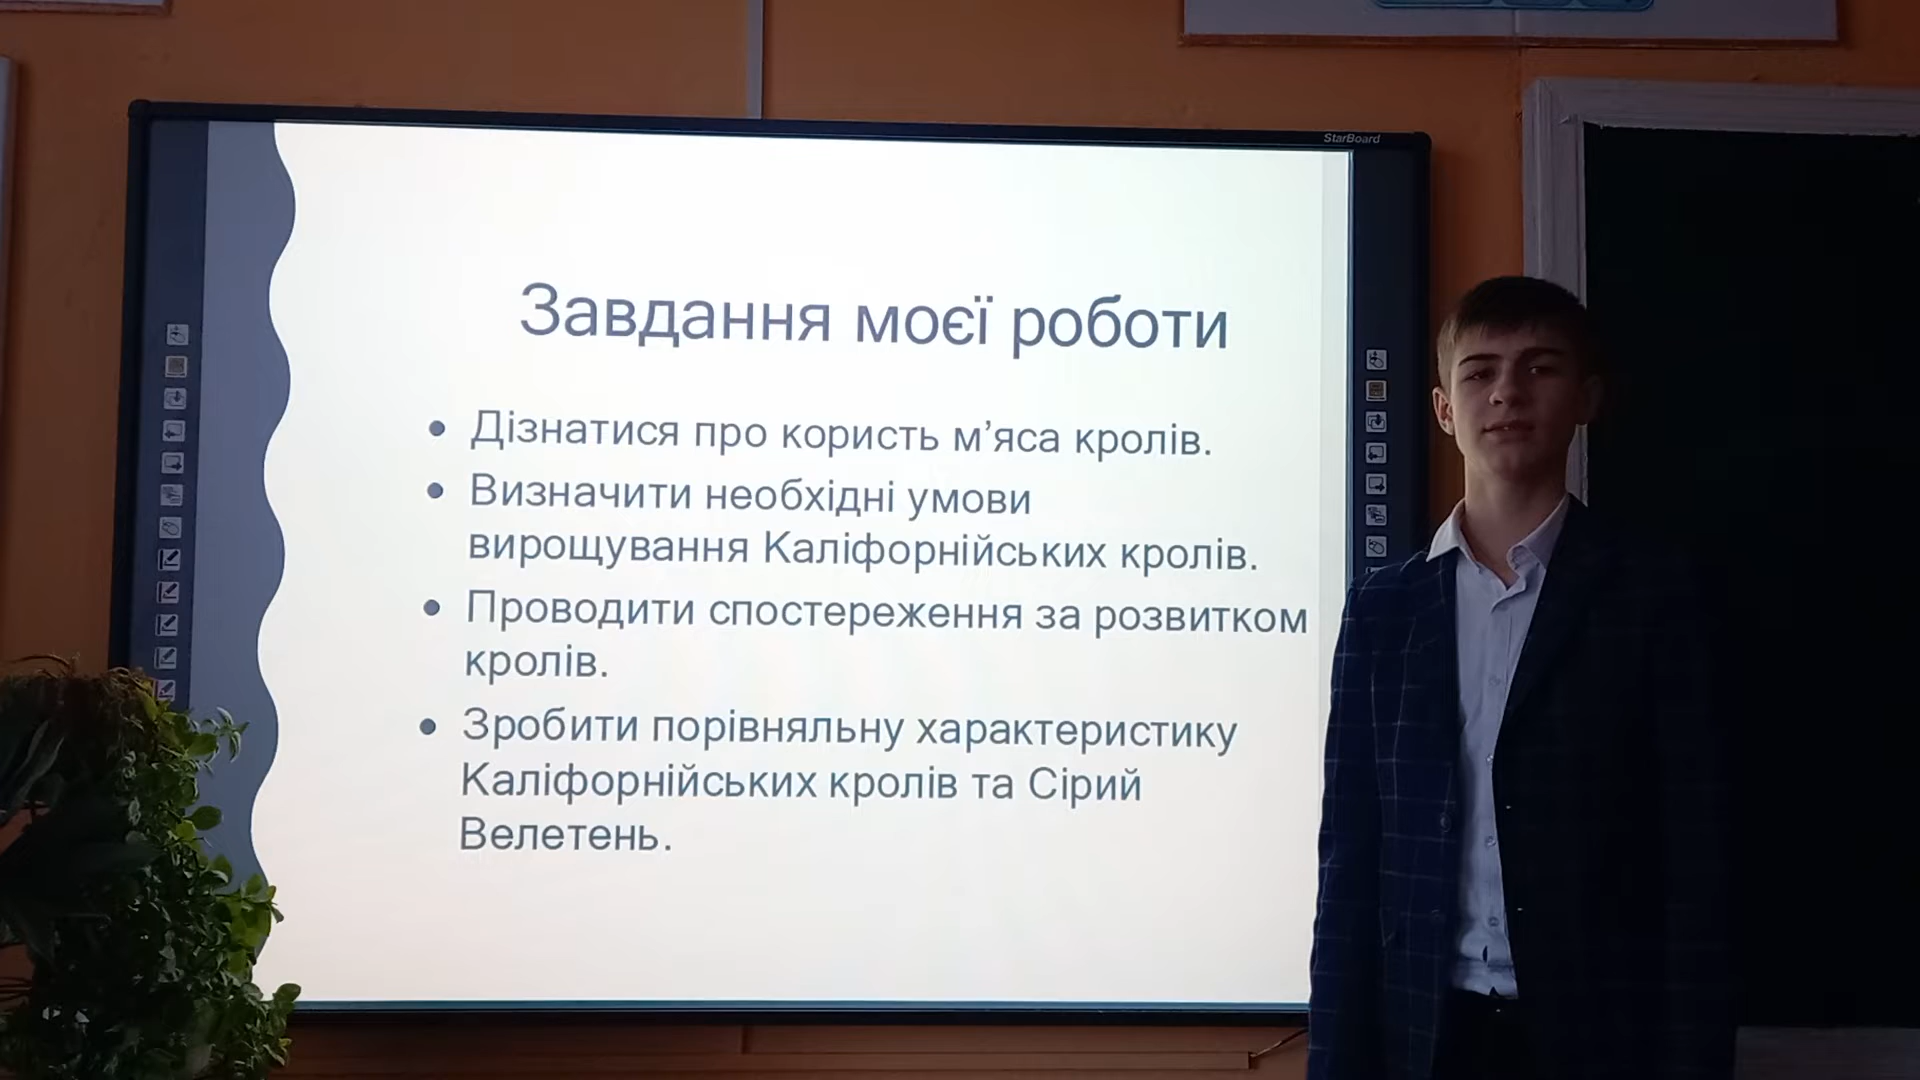 StarBoard
Завдання моєї роботи
• Дізнатися про користь м’яса кролів.
• Визначити необхідні умови
вирощування Каліфорнійських кролів.
• Проводити спостереження за розвитком
кролів.
• Зробити порівняльну характеристику
Каліфорнійських кролів та Сірий
Велетень.